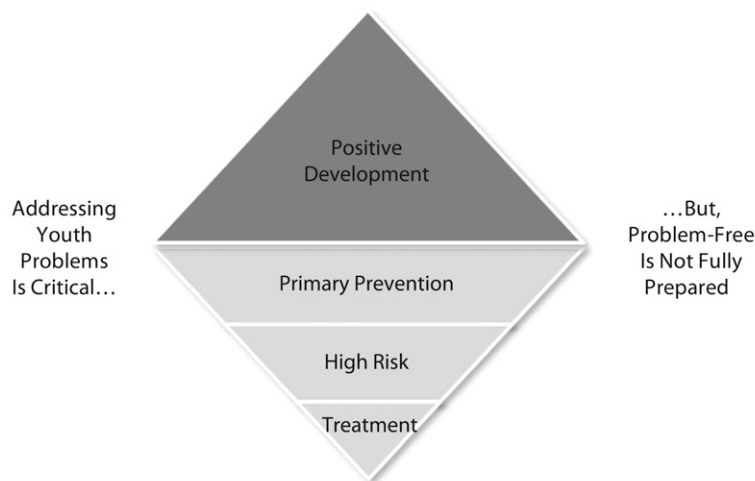 Positive
Development
Addressing
Youth
Problems
Is Critical…
…But,
Problem-Free
Is Not Fully
Prepared
Primary Prevention
High Risk
Treatment